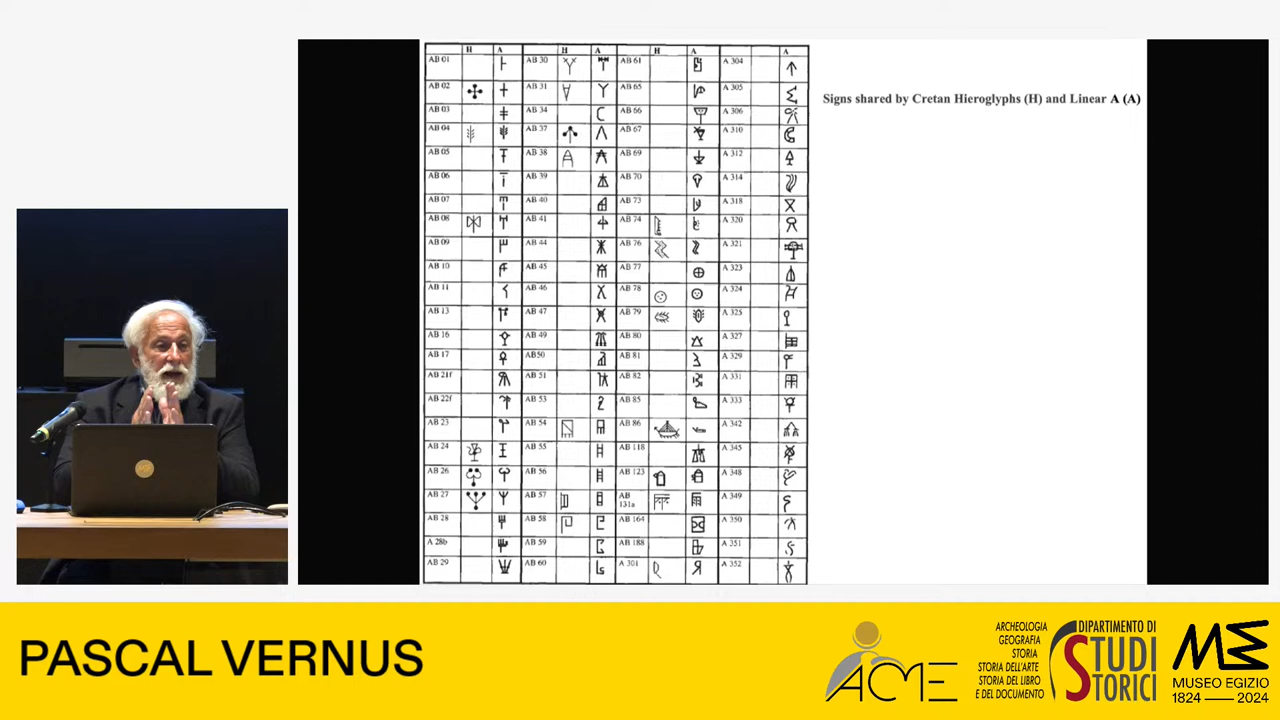 H A H A H A A
AB 01 AB 30 AB 61 A 304
AB 02 AB 31 AB 65 A 305
AB 03 AB 34 AB 66 A 306
AB 04 AB 37 AB 67 A 310
AB 05 AB 38 AB 69 A 312
AB 06 AB 39 AB 70 A 314
AB 07 AB 40 AB 73 A 318
AB 08 AB 41 AB 74 A 320
AB 09 AB 44 AB 76 A 321
AB 10 AB 45 AB 77 A 323
AB 11 AB 46 AB 78 A 324
AB 13 AB 47 AB 79 A 325
AB 16 AB 49 AB 80 A 327
AB 17 AB50 AB 81 A 329
AB 21f AB 51 AB 82 A 331
AB 22f AB 53 AB 85 A 333
AB 23 AB 54 AB 86 A 342
AB 24 AB 55 AB 118 A 345
AB 26 AB 56 AB 123 A 348
AB 27 AB 57 AB 131a A 349
AB 28 AB 58 AB 164 A 350
A 28b AB 59 AB 188 A 351
AB 29 AB 60 A 301 A 352
Signs shared by Cretan Hieroglyphs (H) and Linear A (A)
PASCAL VERNUS
ACME
ARCHEOLOGIA
GEOGRAFIA
STORIA
STORIA DELL'ARTE
STORIA DEL LIBRO
E DEL DOCUMENTO
DIPARTIMENTO DI
STUDI
STORICI
ME
MUSEO EGIZIO
1824 — 2024